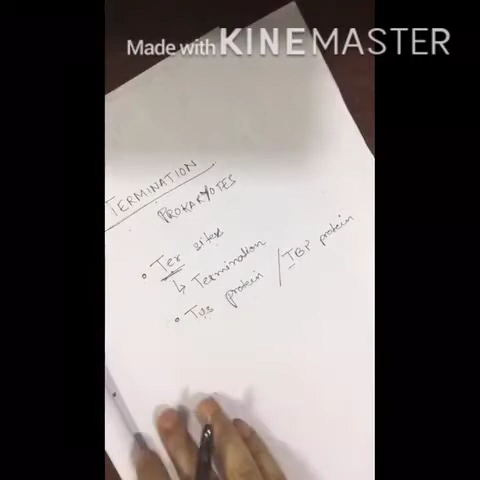 Made with KINEMASTER
TERMINATION
PROKARYOTES
• Ter sites
↳ Termination
• Tus protein / TBP protein